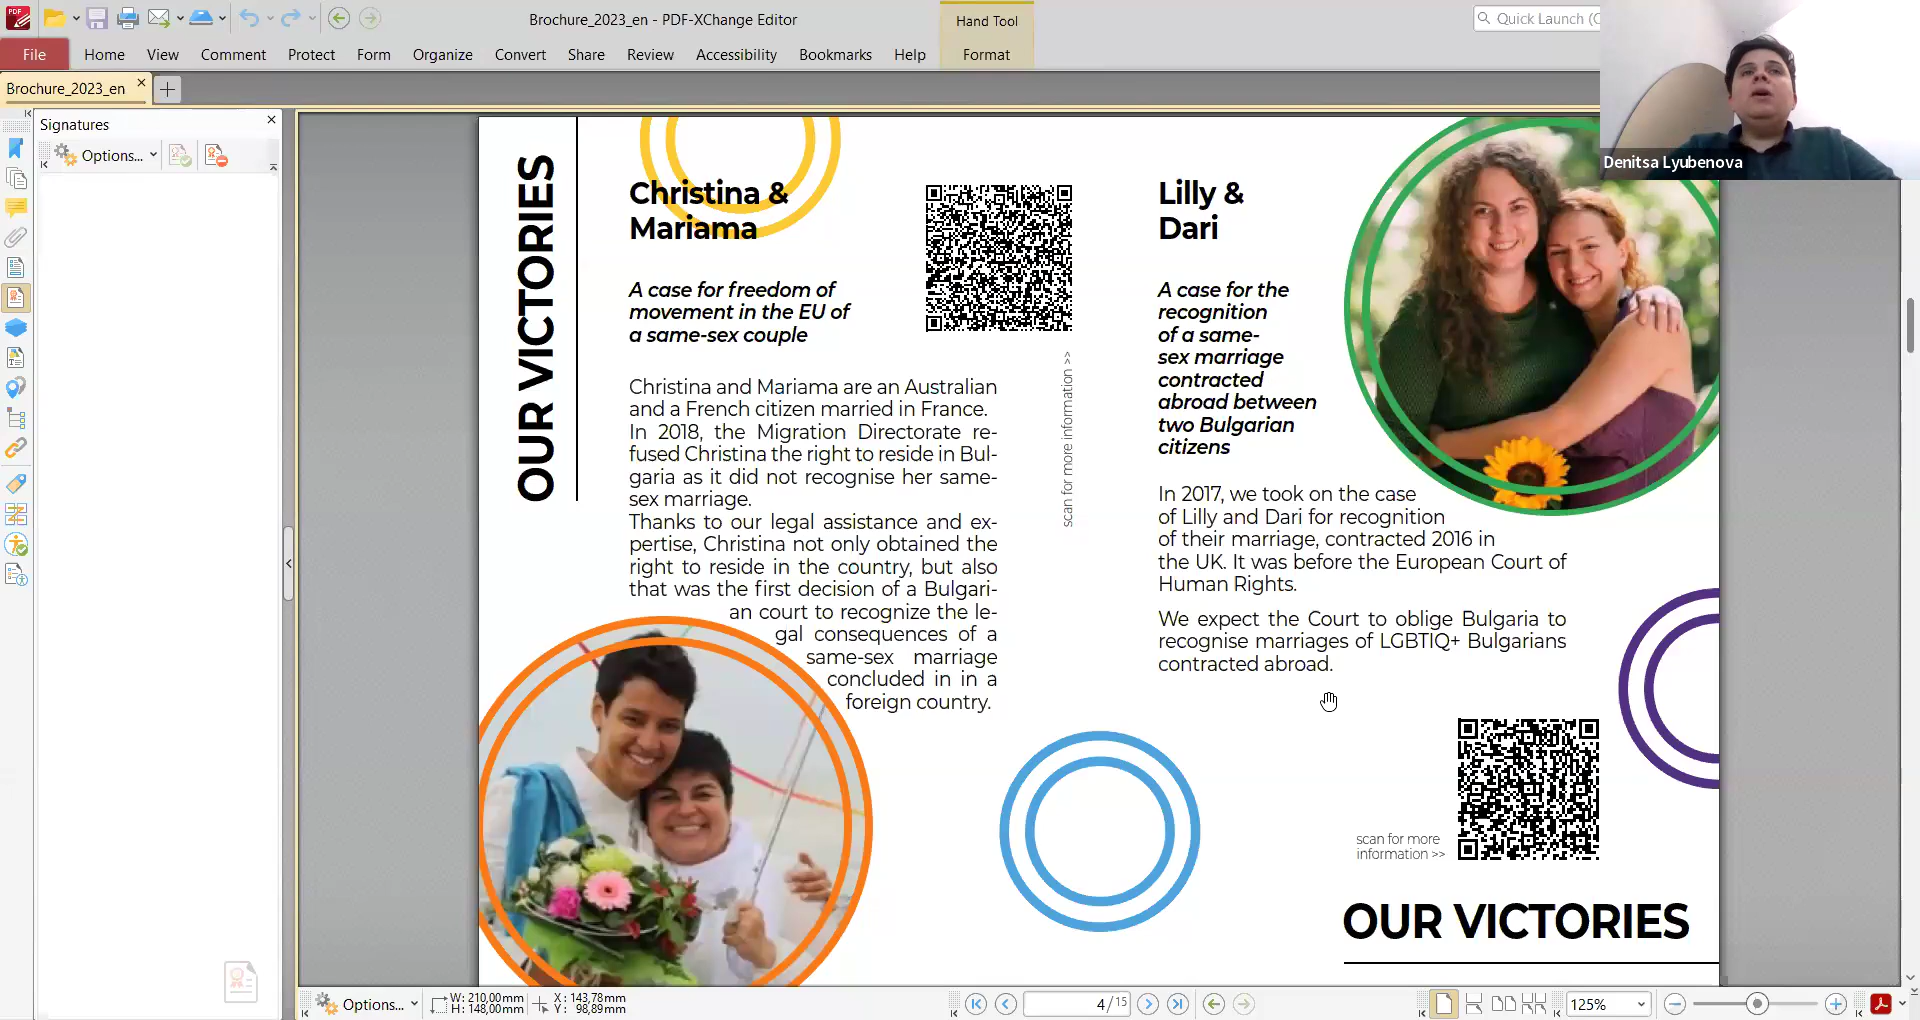 Brochure_2023_en - PDF-XChange Editor
Hand Tool
Quick Launch (C
File
Home
View
Comment
Protect
Form
Organize
Convert
Share
Review
Accessibility
Bookmarks
Help
Format
Brochure_2023_en
Denitsa Lyubenova
Signatures
Options...
OUR VICTORIES
Christina &
Mariama
A case for freedom of
movement in the EU of
a same-sex couple
scan for more information >>
Christina and Mariama are an Australian
and a French citizen married in France.
In 2018, the Migration Directorate re-
fused Christina the right to reside in Bul-
garia as it did not recognise her same-
sex marriage.
Thanks to our legal assistance and ex-
pertise, Christina not only obtained the
right to reside in the country, but also
that was the first decision of a Bulgari-
an court to recognize the le-
gal consequences of a
same-sex marriage
concluded in in a
foreign country.
Lilly &
Dari
A case for the
recognition
of a same-
sex marriage
contracted
abroad between
two Bulgarian
citizens
In 2017, we took on the case
of Lilly and Dari for recognition
of their marriage, contracted 2016 in
the UK. It was before the European Court of
Human Rights.
We expect the Court to oblige Bulgaria to
recognise marriages of LGBTIQ+ Bulgarians
contracted abroad.
scan for more
information >>
OUR VICTORIES
Options...
W: 210,00mm
H: 148,00mm
X: 143,78mm
Y: 98,89mm
4 / 15
125%